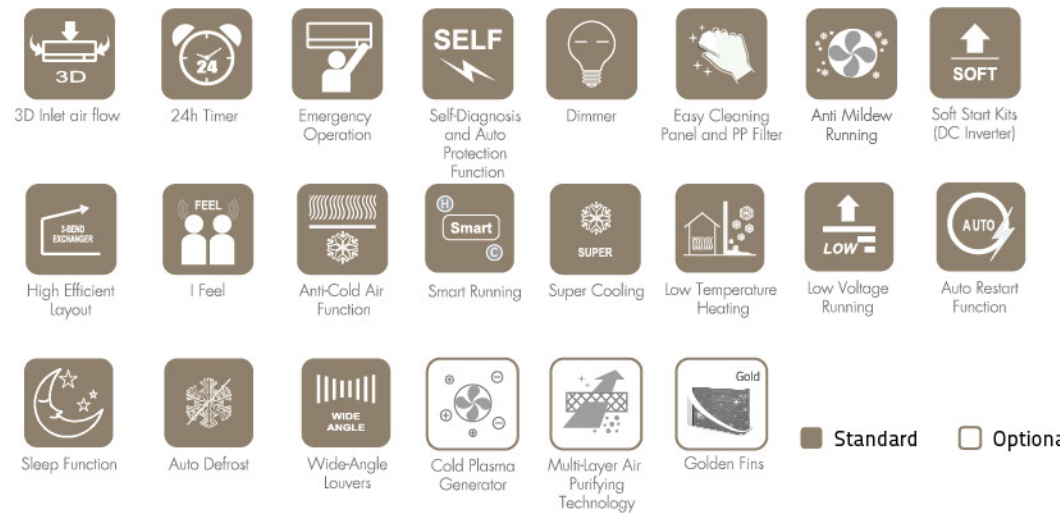 3D
3D Inlet air flow
24
24h Timer
Emergency
Operation
SELF
Self-Diagnosis
and Auto
Protection
Function
Dimmer
Easy Cleaning
Panel and PP Filter
Anti Mildew
Running
SOFT
Soft Start Kits
(DC Inverter)
3-BEND
EXCHANGER
High Efficient
Layout
FEEL
I Feel
Anti-Cold Air
Function
H
Smart
C
Smart Running
SUPER
Super Cooling
Low Temperature
Heating
LOW
Low Voltage
Running
AUTO
Auto Restart
Function
Sleep Function
Auto Defrost
WIDE
ANGLE
Wide-Angle
Louvers
Cold Plasma
Generator
Multi-Layer Air
Purifying
Technology
Gold
Golden Fins
Standard
Optiona